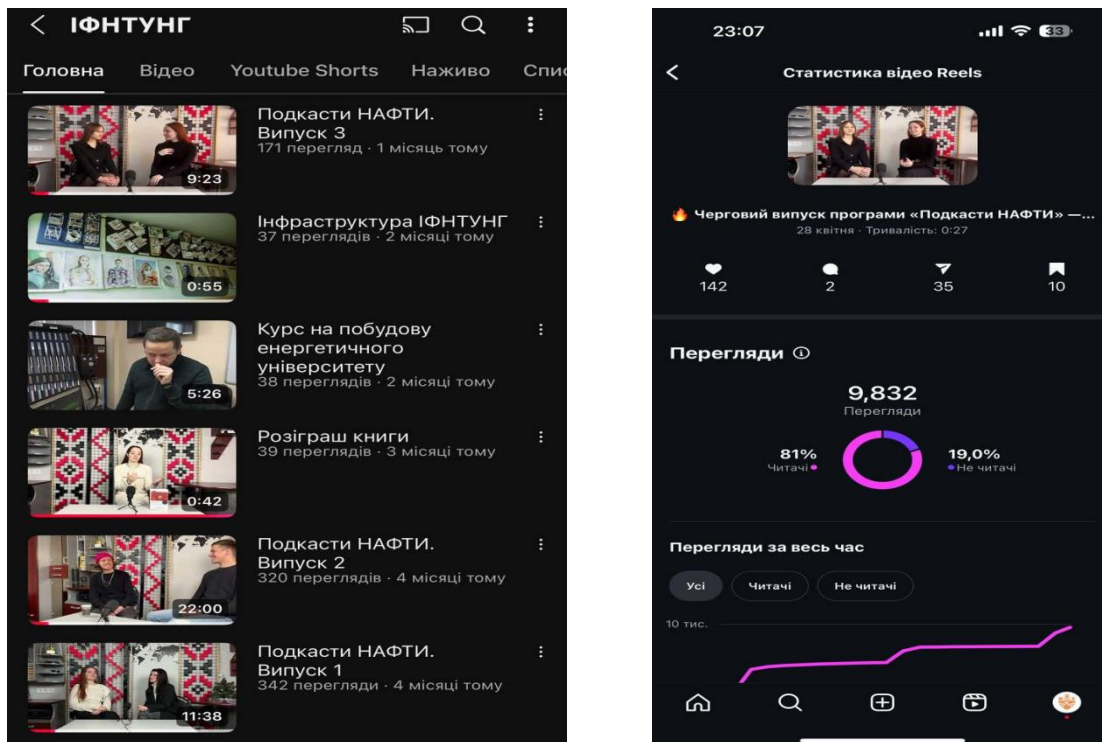 ІФНТУНГ
Головна Відео Youtube Shorts Наживо Спис
Подкасти НАФТИ.
Випуск 3
171 перегляд · 1 місяць тому
9:23
Інфраструктура ІФНТУНГ
37 переглядів · 2 місяці тому
0:55
Курс на побудову
енергетичного
університету
38 переглядів · 2 місяці тому
5:26
Розіграш книги
39 переглядів · 3 місяці тому
0:42
Подкасти НАФТИ.
Випуск 2
320 переглядів · 4 місяці тому
22:00
Подкасти НАФТИ.
Випуск 1
342 перегляди · 4 місяці тому
11:38
23:07 33
Статистика відео Reels
🔥 Черговий випуск програми «Подкасти НАФТИ» —...
28 квітня · Тривалість: 0:27
142 2 35 10
Перегляди
9,832
Перегляди
81% 19,0%
Читачі Не читачі
Перегляди за весь час
Усі Читачі Не читачі
10 тис.